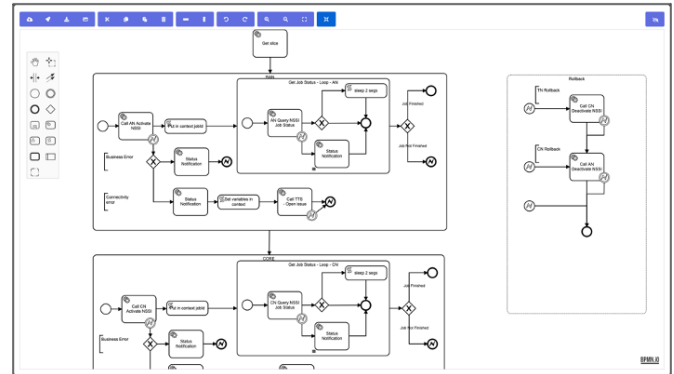 Get slice
RAN
Get Job Status - Loop - AN
sleep 2 segs
Job Finished
Call AN Activate
NSSI
Put in context jobId
AN Query NSSI
Job Status
Job Not Finished
Business Error
Status
Notification
Status
Notification
Connectivity
error
Status
Notification
Set variables in
context
Call TTS
- Open issue
CORE
Get Job Status - Loop - CN
sleep 2 segs
Job Finished
Call CN
Activate NSSI
Put in context jobId
CN Query NSSI
Job Status
Job Not Finished
Business Error
Status
Notification
Status
Notification
Rollback
TN Rollback
Call CN
Deactivate NSSI
CN Rollback
Call AN
Deactivate NSSI
BPMN.iO